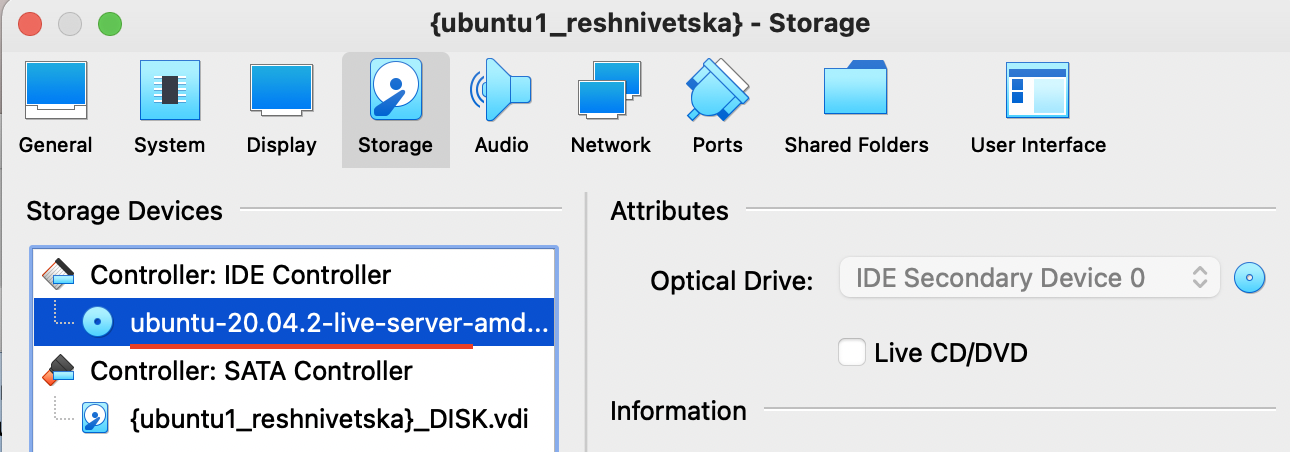 {ubuntu1_reshnivetska} - Storage
General System Display Storage Audio Network Ports Shared Folders User Interface
Storage Devices
Controller: IDE Controller
ubuntu-20.04.2-live-server-amd...
Controller: SATA Controller
{ubuntu1_reshnivetska}_DISK.vdi
Attributes
Optical Drive: IDE Secondary Device 0
Live CD/DVD
Information